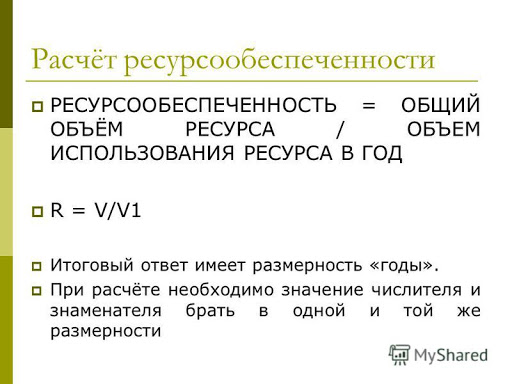 Расчёт ресурсообеспеченности
РЕСУРСООБЕСПЕЧЕННОСТЬ = ОБЩИЙ
ОБЪЁМ РЕСУРСА / ОБЪЕМ
ИСПОЛЬЗОВАНИЯ РЕСУРСА В ГОД
R = V/V1
Итоговый ответ имеет размерность «годы».
При расчёте необходимо значение числителя и
знаменателя брать в одной и той же
размерности
MyShared